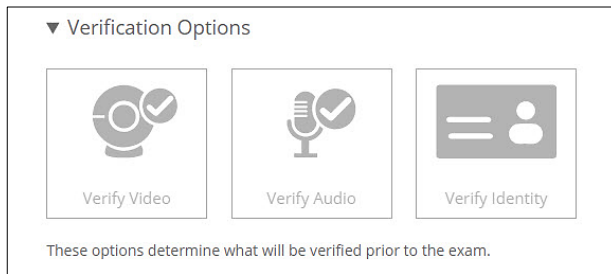 Verification Options
Verify Video
Verify Audio
Verify Identity
These options determine what will be verified prior to the exam.